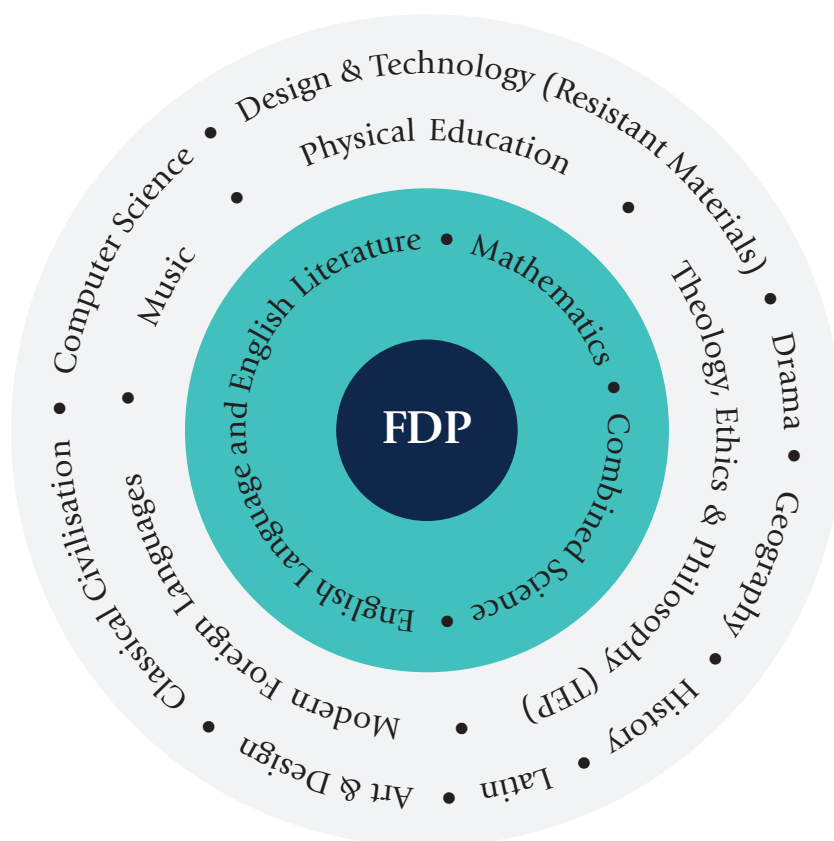 Design & Technology (Resistant Materials) • Drama • Geography • History • Latin • Art & Design • Classical Civilisation • Computer Science •
Physical Education • Theology, Ethics & Philosophy (TEP) • Modern Foreign Languages • Music •
Mathematics • Combined Science • English Language and English Literature •
FDP